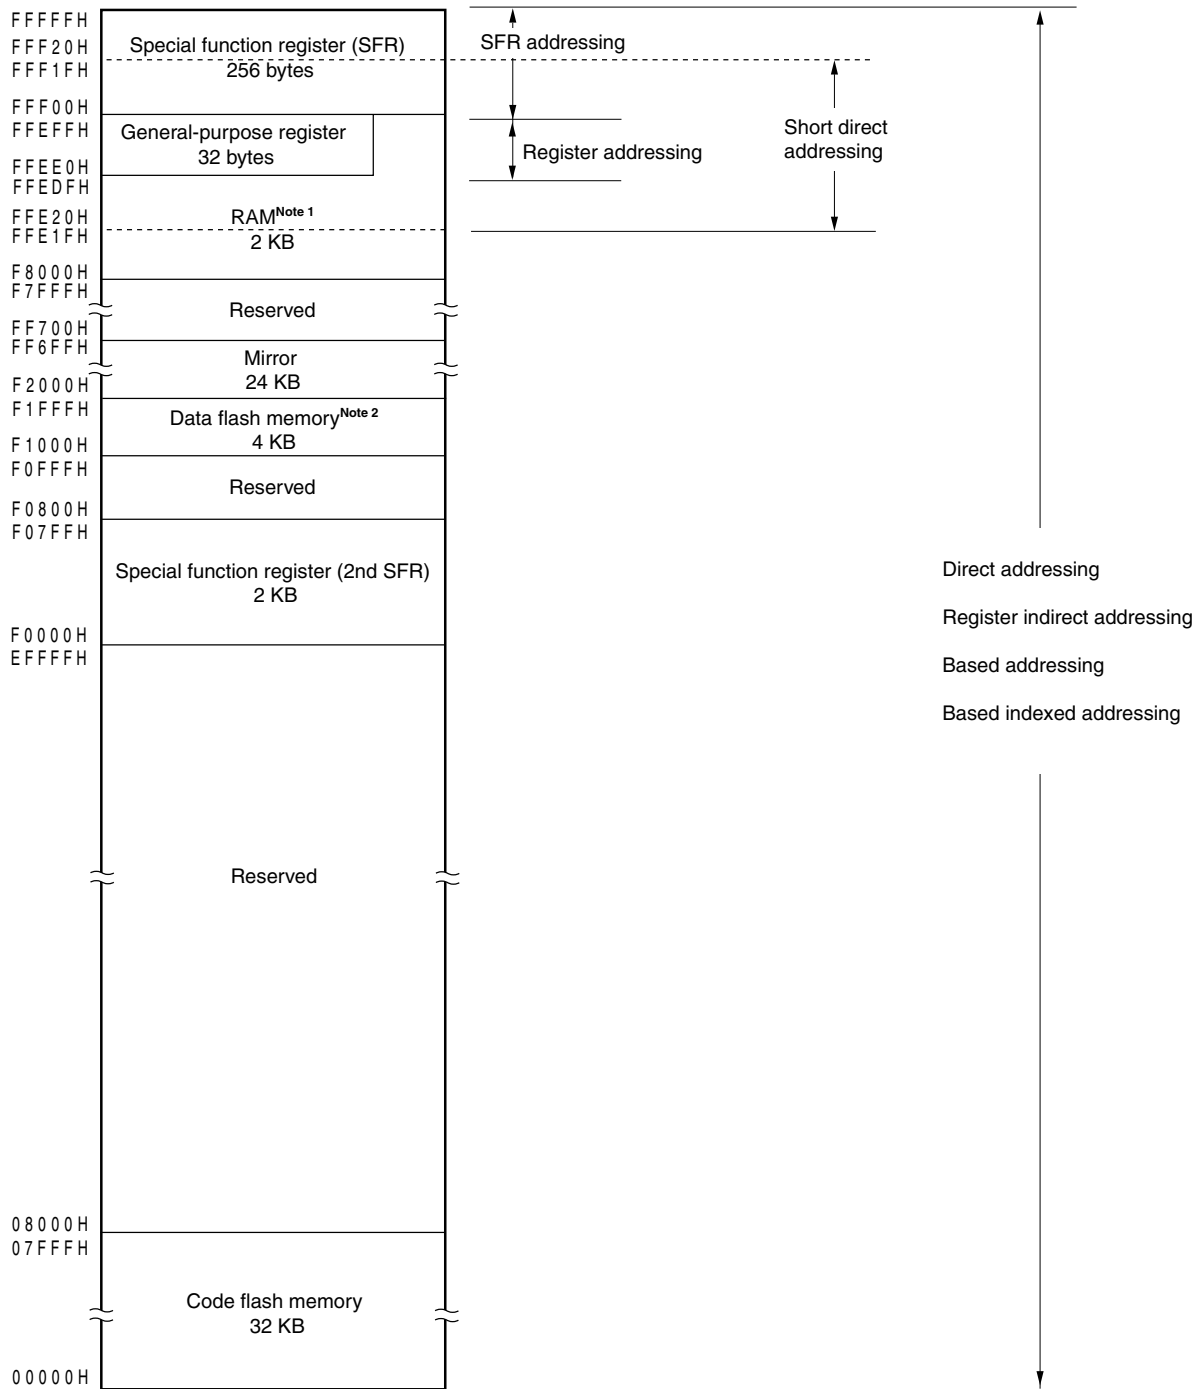 FFFFFH
FFF20H
FFF1FH
FFF00H
FFEFFH
FFEE0H
FFEDFH
FFE20H
FFE1FH
F8000H
F7FFFH
FF700H
FF6FFH
F2000H
F1FFFH
F1000H
F0FFFH
F0800H
F07FFH
F0000H
EFFFFH
08000H
07FFFH
00000H
Special function register (SFR)
256 bytes
General-purpose register
32 bytes
RAMNote 1
2 KB
Reserved
Mirror
24 KB
Data flash memoryNote 2
4 KB
Reserved
Special function register (2nd SFR)
2 KB
Reserved
Code flash memory
32 KB
SFR addressing
Register addressing
Short direct
addressing
Direct addressing
Register indirect addressing
Based addressing
Based indexed addressing